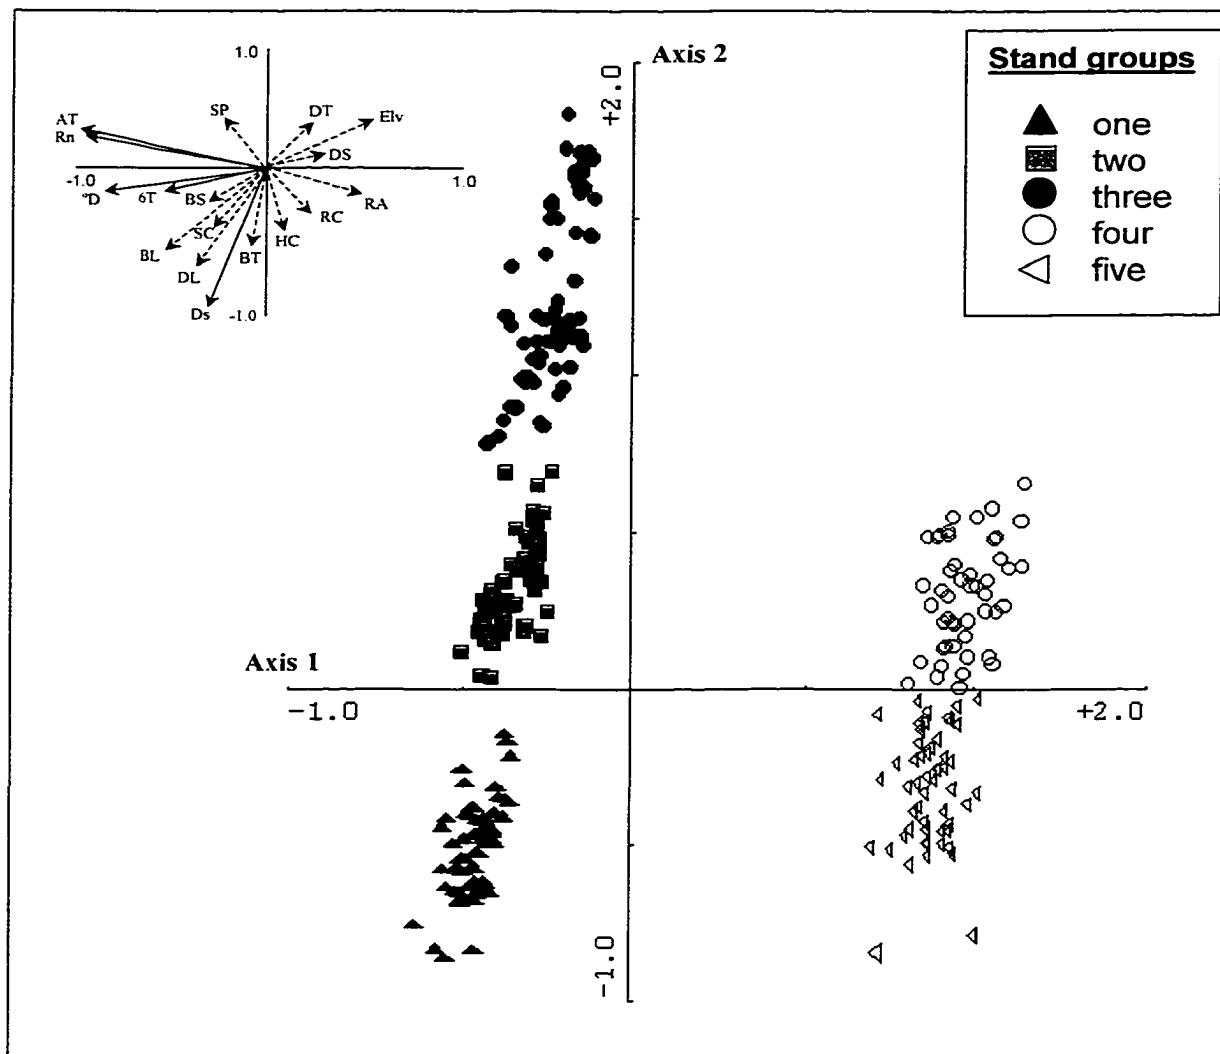 1.0
SP
DT
Elv
AT
Rn
DS
-1.0
1.0
°D
6T
BS
RA
SC
RC
BL
BT
HC
DL
Ds
-1.0
Axis 2
+2.0
Stand groups
one
two
three
four
five
Axis 1
-1.0
+2.0
-1.0